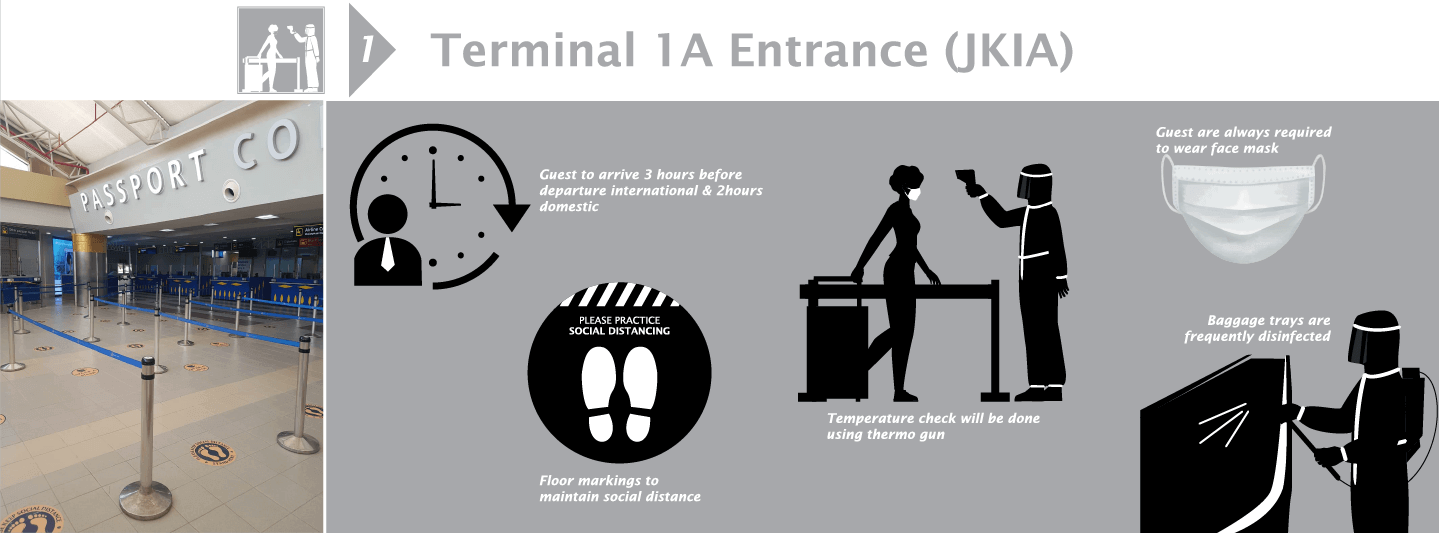 1
Terminal 1A Entrance (JKIA)
PASSPORT CO
Guest to arrive 3 hours before
departure international & 2hours
domestic
PLEASE PRACTICE
SOCIAL DISTANCING
Floor markings to
maintain social distance
Temperature check will be done
using thermo gun
Guest are always required
to wear face mask
Baggage trays are
frequently disinfected